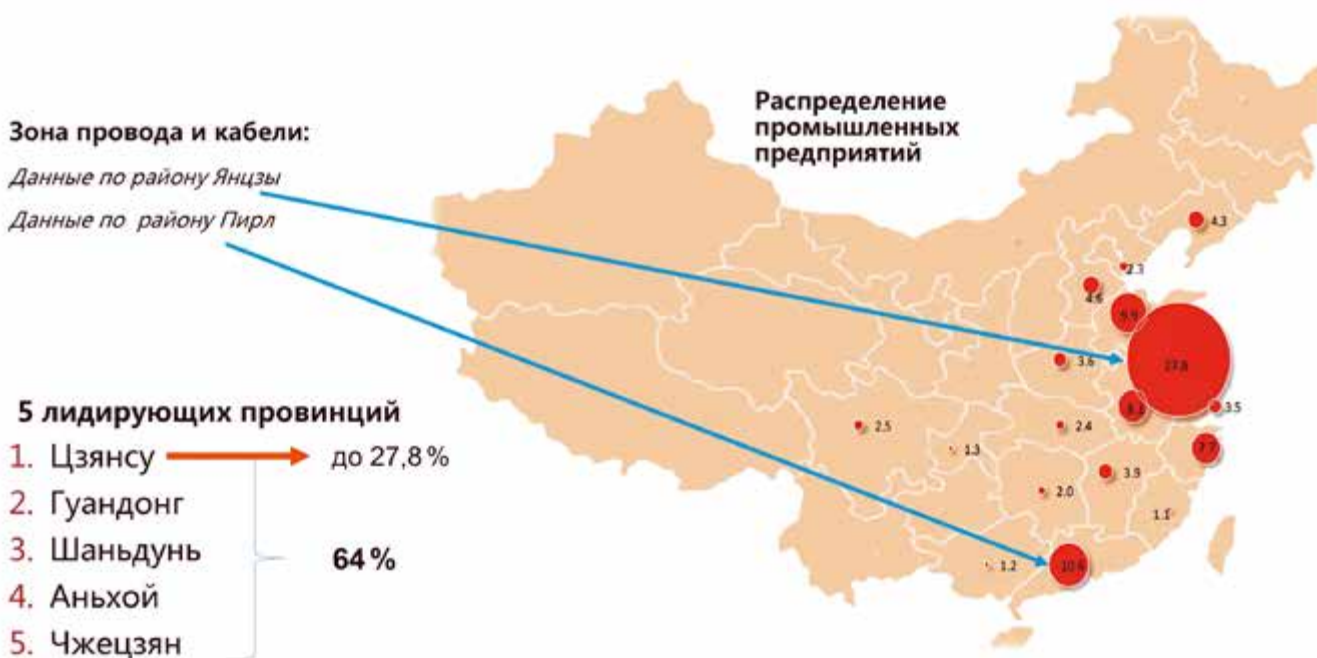 Зона провода и кабели:
Данные по району Янцзы
Данные по району Пирл
Распределение
промышленных
предприятий
5 лидирующих провинций
1. Цзянсу
до 27,8 %
2. Гуандонг
3. Шаньдунь
64 %
4. Аньхой
5. Чжецзян
4.3
2.3
4.6
9.9
27.8
3.6
3.5
2.5
2.4
1.3
7.7
3.9
2.0
1.1
1.2
10.6